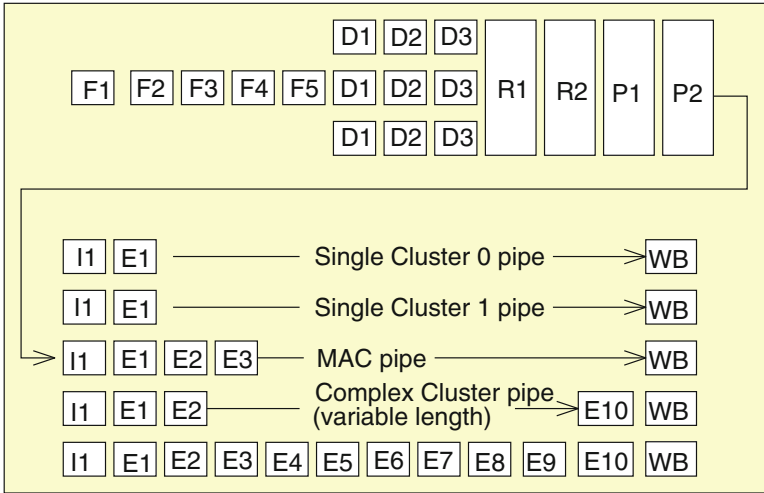 D1 D2 D3
F1 F2 F3 F4 F5 D1 D2 D3 R1 R2 P1 P2
D1 D2 D3
I1 E1 Single Cluster 0 pipe WB
I1 E1 Single Cluster 1 pipe WB
I1 E1 E2 E3 MAC pipe WB
I1 E1 E2 Complex Cluster pipe E10 WB
(variable length)
I1 E1 E2 E3 E4 E5 E6 E7 E8 E9 E10 WB